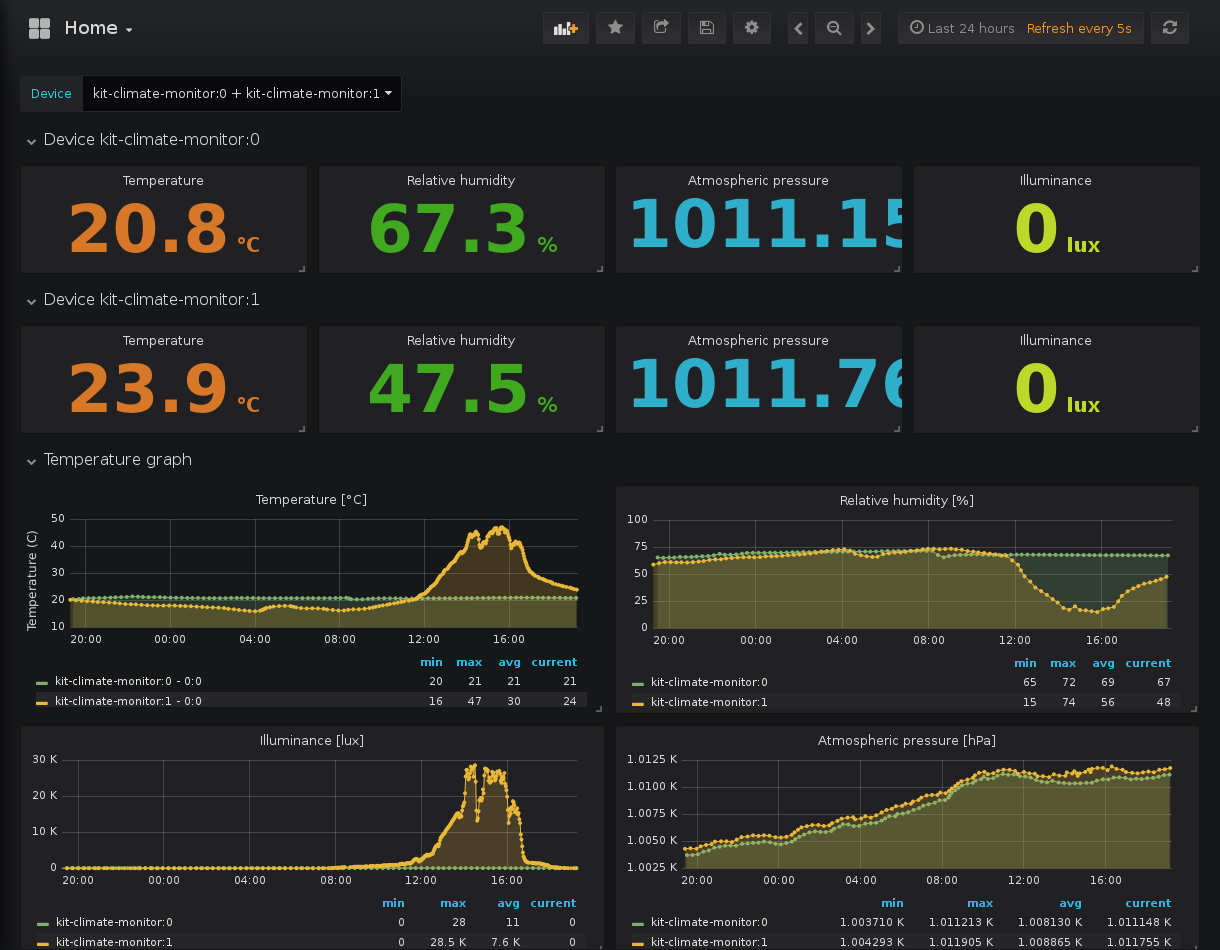 Home
Last 24 hours Refresh every 5s
Device kit-climate-monitor:0 + kit-climate-monitor:1
Device kit-climate-monitor:0
Temperature Relative humidity Atmospheric pressure Illuminance
20.8 °C 67.3 % 1011.15 0 lux
Device kit-climate-monitor:1
Temperature Relative humidity Atmospheric pressure Illuminance
23.9 °C 47.5 % 1011.76 0 lux
Temperature graph
Temperature [°C]
Temperature (C)
50
40
30
20
10
20:00 00:00 04:00 08:00 12:00 16:00
min max avg current
kit-climate-monitor:0 - 0:0 20 21 21 21
kit-climate-monitor:1 - 0:0 16 47 30 24
Relative humidity [%]
100
75
50
25
0
20:00 00:00 04:00 08:00 12:00 16:00
min max avg current
kit-climate-monitor:0 65 72 69 67
kit-climate-monitor:1 15 74 56 48
Illuminance [lux]
30 K
20 K
10 K
0
20:00 00:00 04:00 08:00 12:00 16:00
min max avg current
kit-climate-monitor:0 0 28 11 0
kit-climate-monitor:1 0 28.5 K 7.6 K 0
Atmospheric pressure [hPa]
1.0125 K
1.0100 K
1.0075 K
1.0050 K
1.0025 K
20:00 00:00 04:00 08:00 12:00 16:00
min max avg current
kit-climate-monitor:0 1.003710 K 1.011213 K 1.008130 K 1.011148 K
kit-climate-monitor:1 1.004293 K 1.011905 K 1.008865 K 1.011755 K